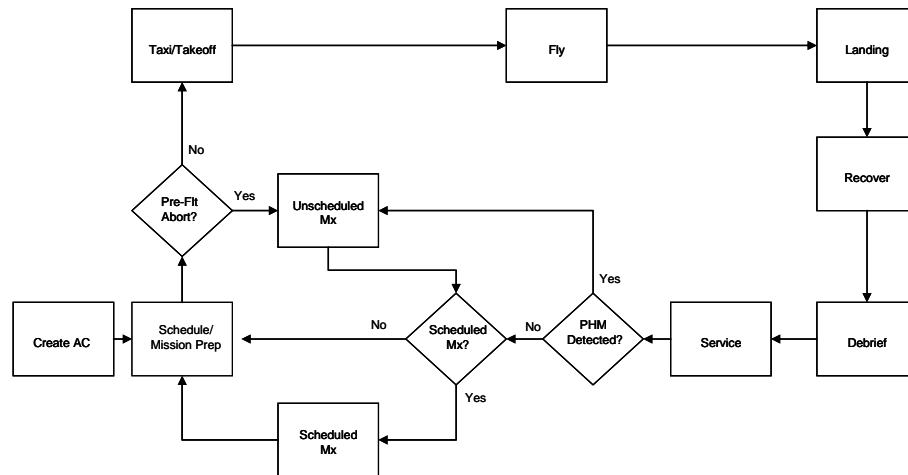 Taxi/Takeoff
Fly
Landing
No
Recover
Pre-Flt
Abort?
Yes
Unscheduled
Mx
Yes
Create AC
Schedule/
Mission Prep
No
Scheduled
Mx?
No
PHM
Detected?
Service
Debrief
Yes
Scheduled
Mx